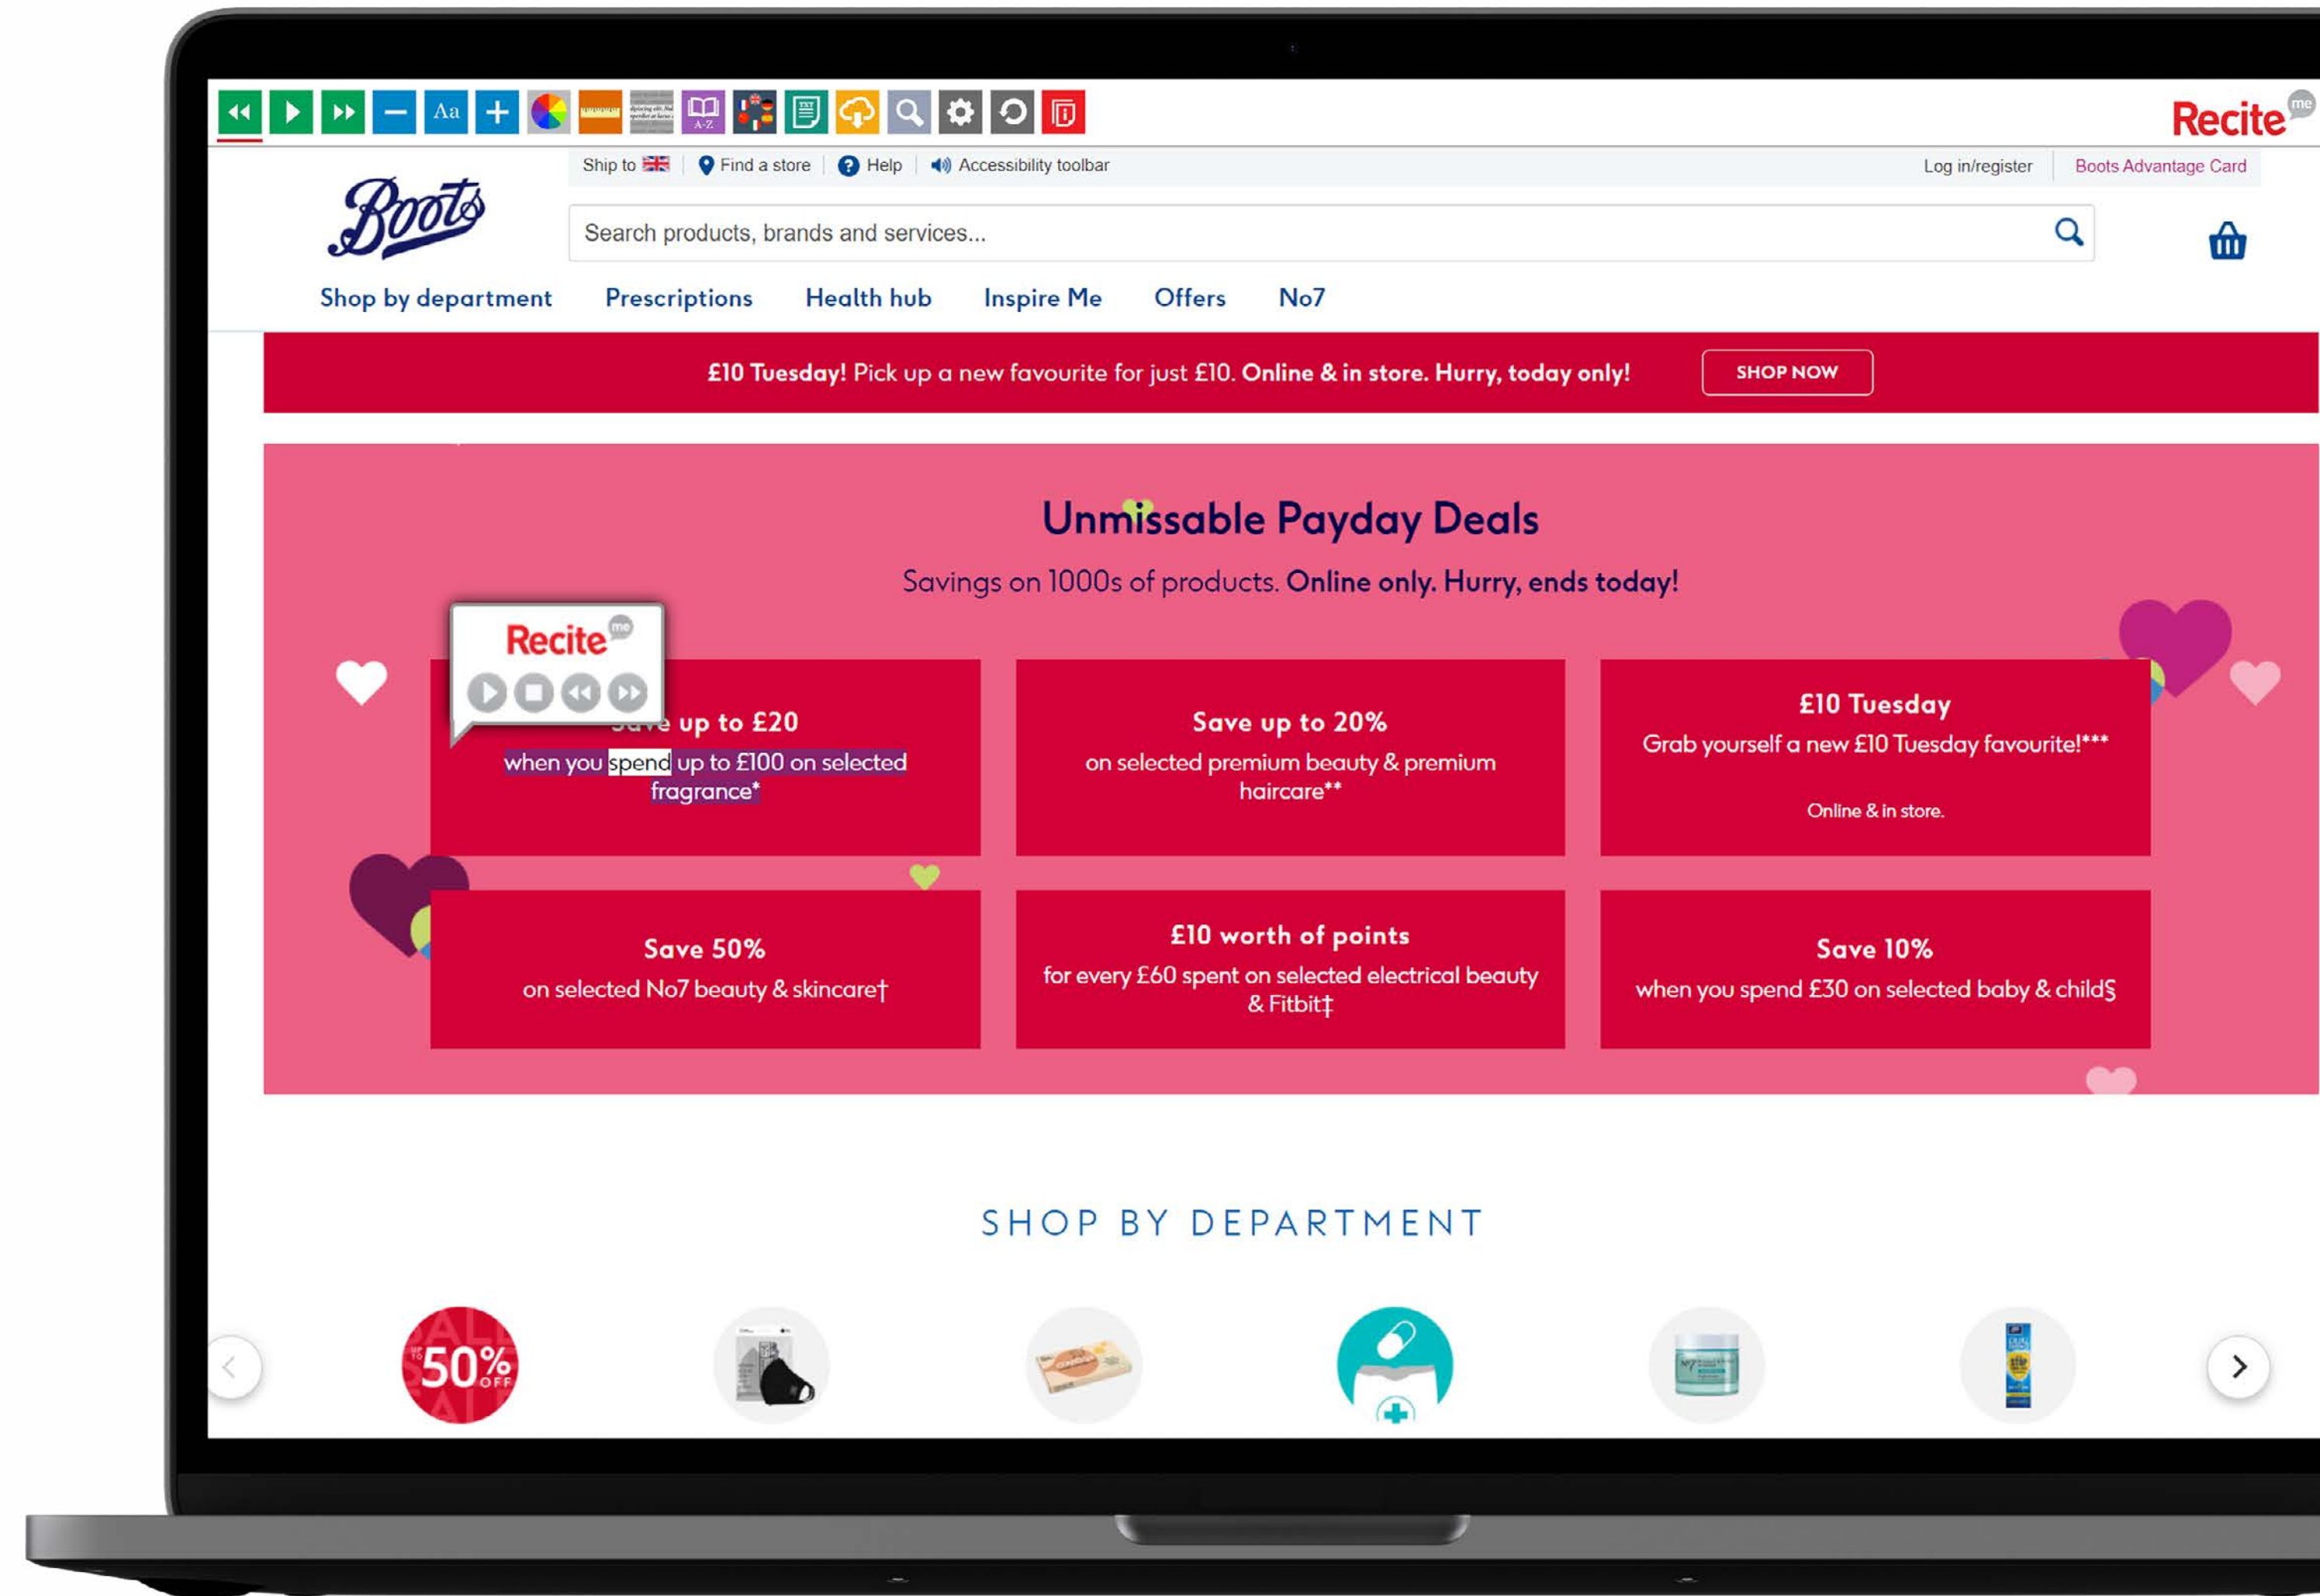 Aa
A-Z
TXT
Recite me
Ship to
Find a store
Help
Accessibility toolbar
Log in/register
Boots Advantage Card
Boots
Search products, brands and services...
Shop by department
Prescriptions
Health hub
Inspire Me
Offers
No7
£10 Tuesday! Pick up a new favourite for just £10. Online & in store. Hurry, today only!
SHOP NOW
Unmissable Payday Deals
Savings on 1000s of products. Online only. Hurry, ends today!
Recite me
Save up to £20
when you spend up to £100 on selected
fragrance*
Save up to 20%
on selected premium beauty & premium
haircare**
£10 Tuesday
Grab yourself a new £10 Tuesday favourite!***
Online & in store.
Save 50%
on selected No7 beauty & skincare†
£10 worth of points
for every £60 spent on selected electrical beauty
& Fitbit‡
Save 10%
when you spend £30 on selected baby & child§
SHOP BY DEPARTMENT
UP TO 50% OFF
No7